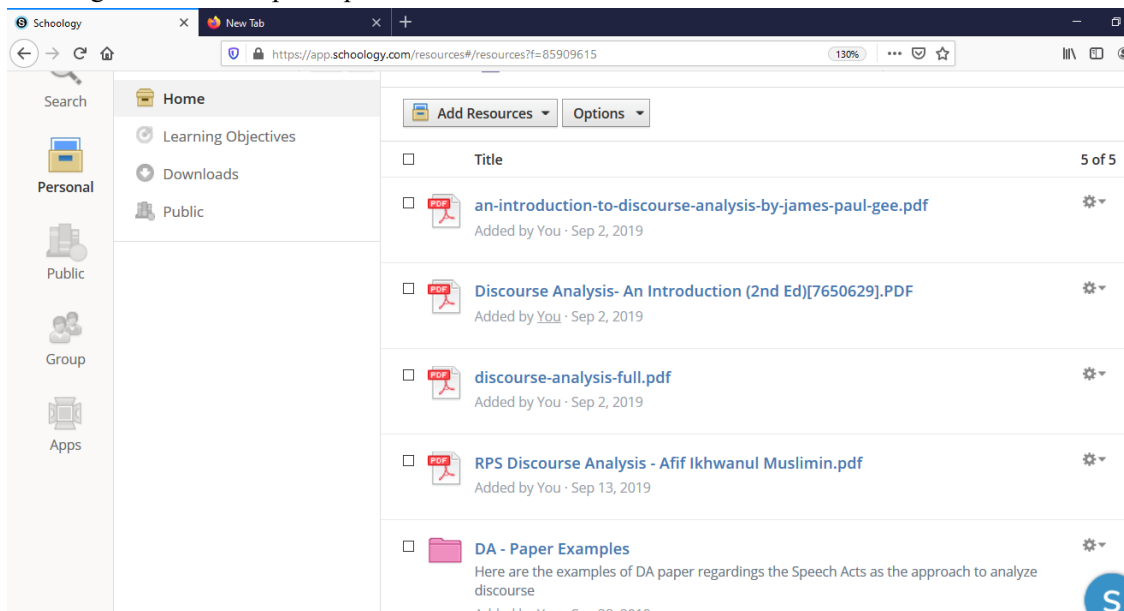 Schoology
New Tab
https://app.schoology.com/resources#/resources?f=85909615
130%
Search
Personal
Public
Group
Apps
Home
Learning Objectives
Downloads
Public
Add Resources
Options
Title
5 of 5
PDF
an-introduction-to-discourse-analysis-by-james-paul-gee.pdf
Added by You · Sep 2, 2019
PDF
Discourse Analysis- An Introduction (2nd Ed)[7650629].PDF
Added by You · Sep 2, 2019
PDF
discourse-analysis-full.pdf
Added by You · Sep 2, 2019
PDF
RPS Discourse Analysis - Afif Ikhwanul Muslimin.pdf
Added by You · Sep 13, 2019
DA - Paper Examples
Here are the examples of DA paper regardings the Speech Acts as the approach to analyze
discourse
S